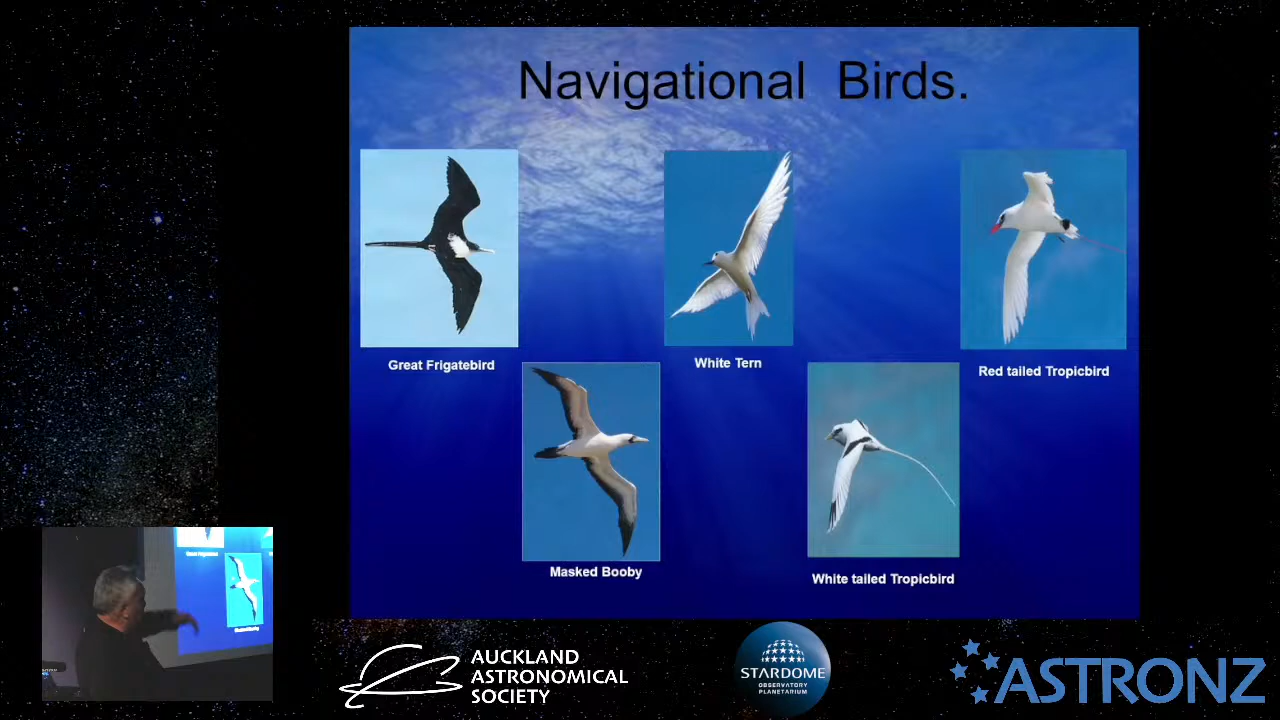 Navigational Birds.
Great Frigatebird
White Tern
Red tailed Tropicbird
Masked Booby
White tailed Tropicbird
AUCKLAND
ASTRONOMICAL
SOCIETY
STARDOME
OBSERVATORY
PLANETARIUM
ASTRONZ